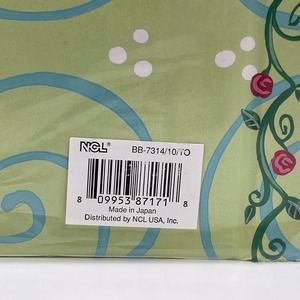 NCL® BB-7314/10/TO
8 09953 87171 8
Made in Japan
Distributed by NCL USA, Inc.